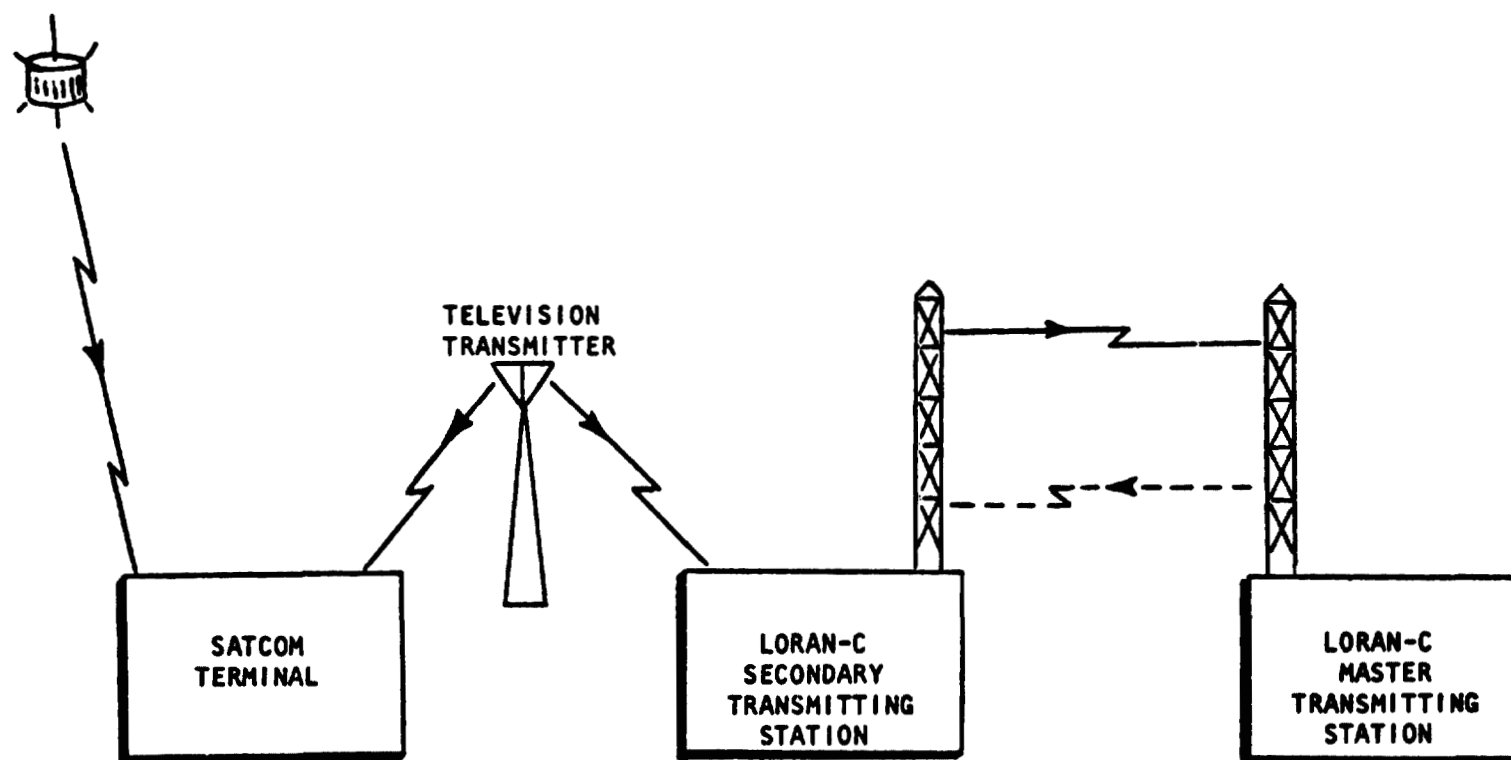 TELEVISION
TRANSMITTER
SATCOM
TERMINAL
LORAN-C
SECONDARY
TRANSMITTING
STATION
LORAN-C
MASTER
TRANSMITTING
STATION